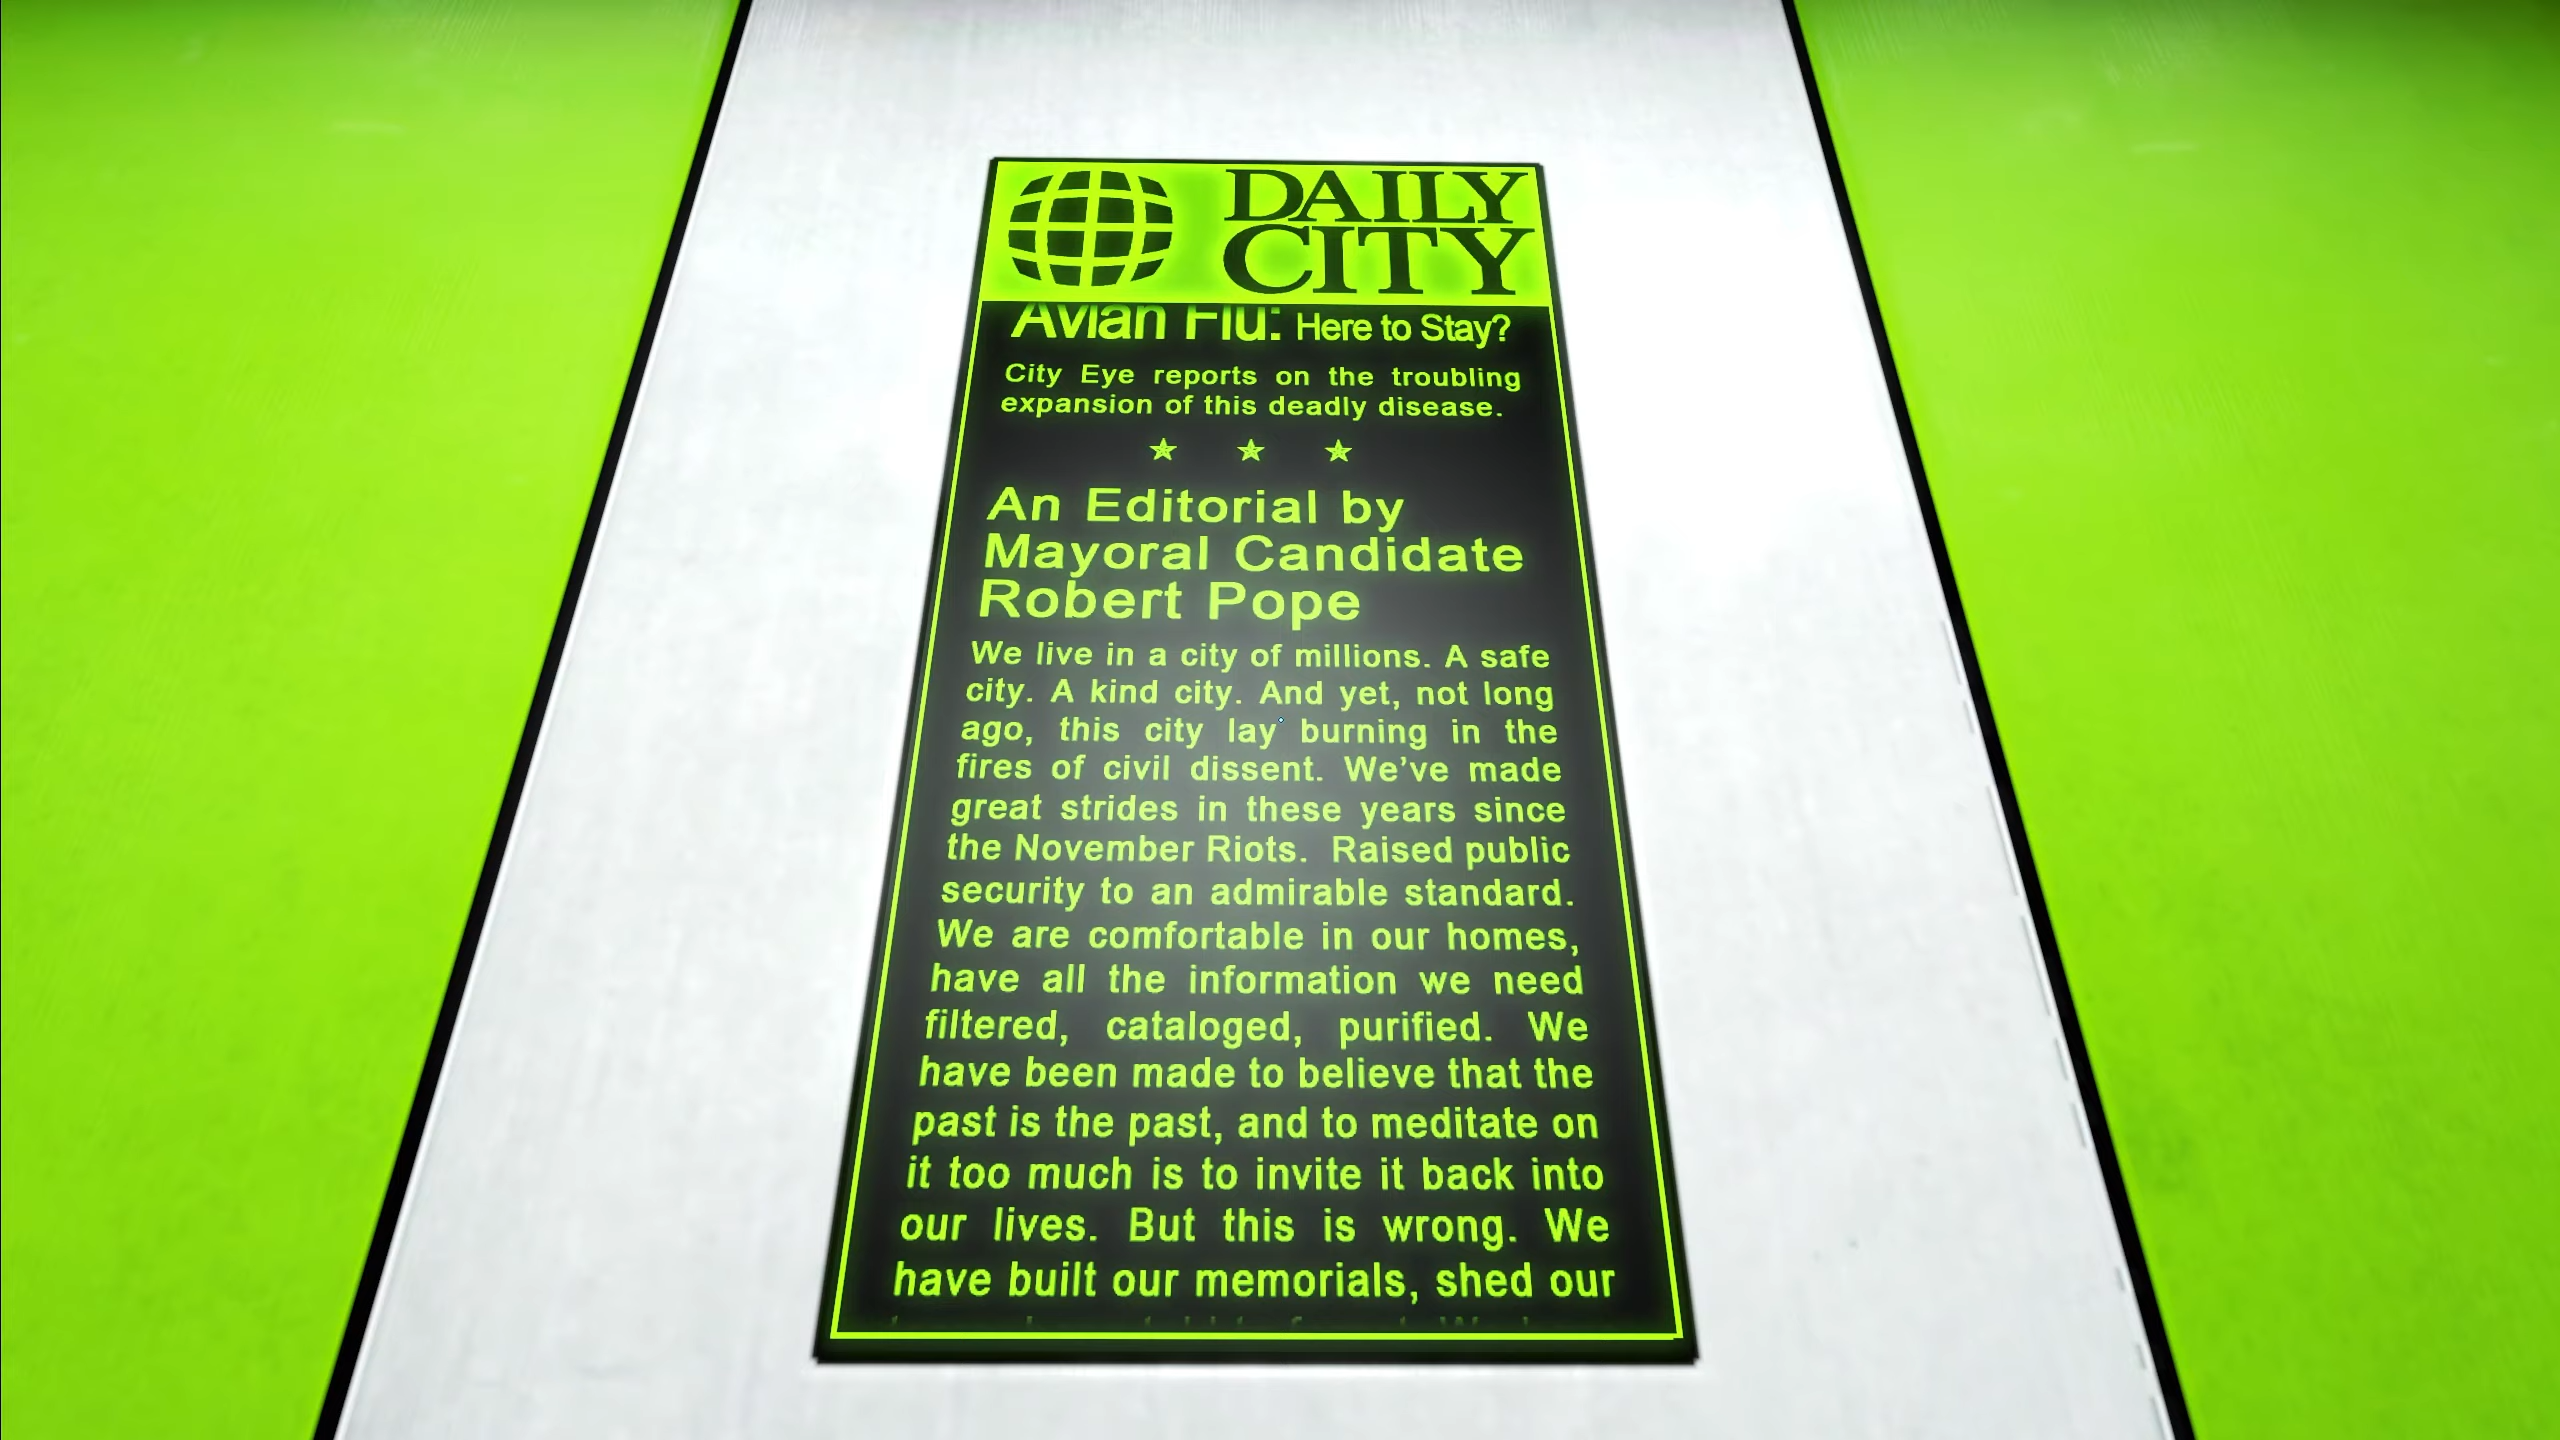 DAILY
CITY
Avian Flu: Here to Stay?
City Eye reports on the troubling
expansion of this deadly disease.
An Editorial by
Mayoral Candidate
Robert Pope
We live in a city of millions. A safe
city. A kind city. And yet, not long
ago, this city lay burning in the
fires of civil dissent. We've made
great strides in these years since
the November Riots. Raised public
security to an admirable standard.
We are comfortable in our homes,
have all the information we need
filtered, cataloged, purified. We
have been made to believe that the
past is the past, and to meditate on
it too much is to invite it back into
our lives. But this is wrong. We
have built our memorials, shed our